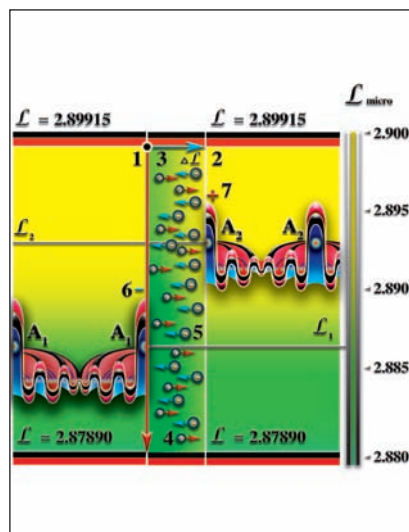 ℒ micro
ℒ = 2.89915 ℒ = 2.89915
2.900
1 3 Δℒ 2
+ 7
2.895
A₂ A₂
ℒ₂
2.890
6 −
A₁ A₁ 5 ℒ₁
2.885
ℒ = 2.87890 4 ℒ = 2.87890
2.880